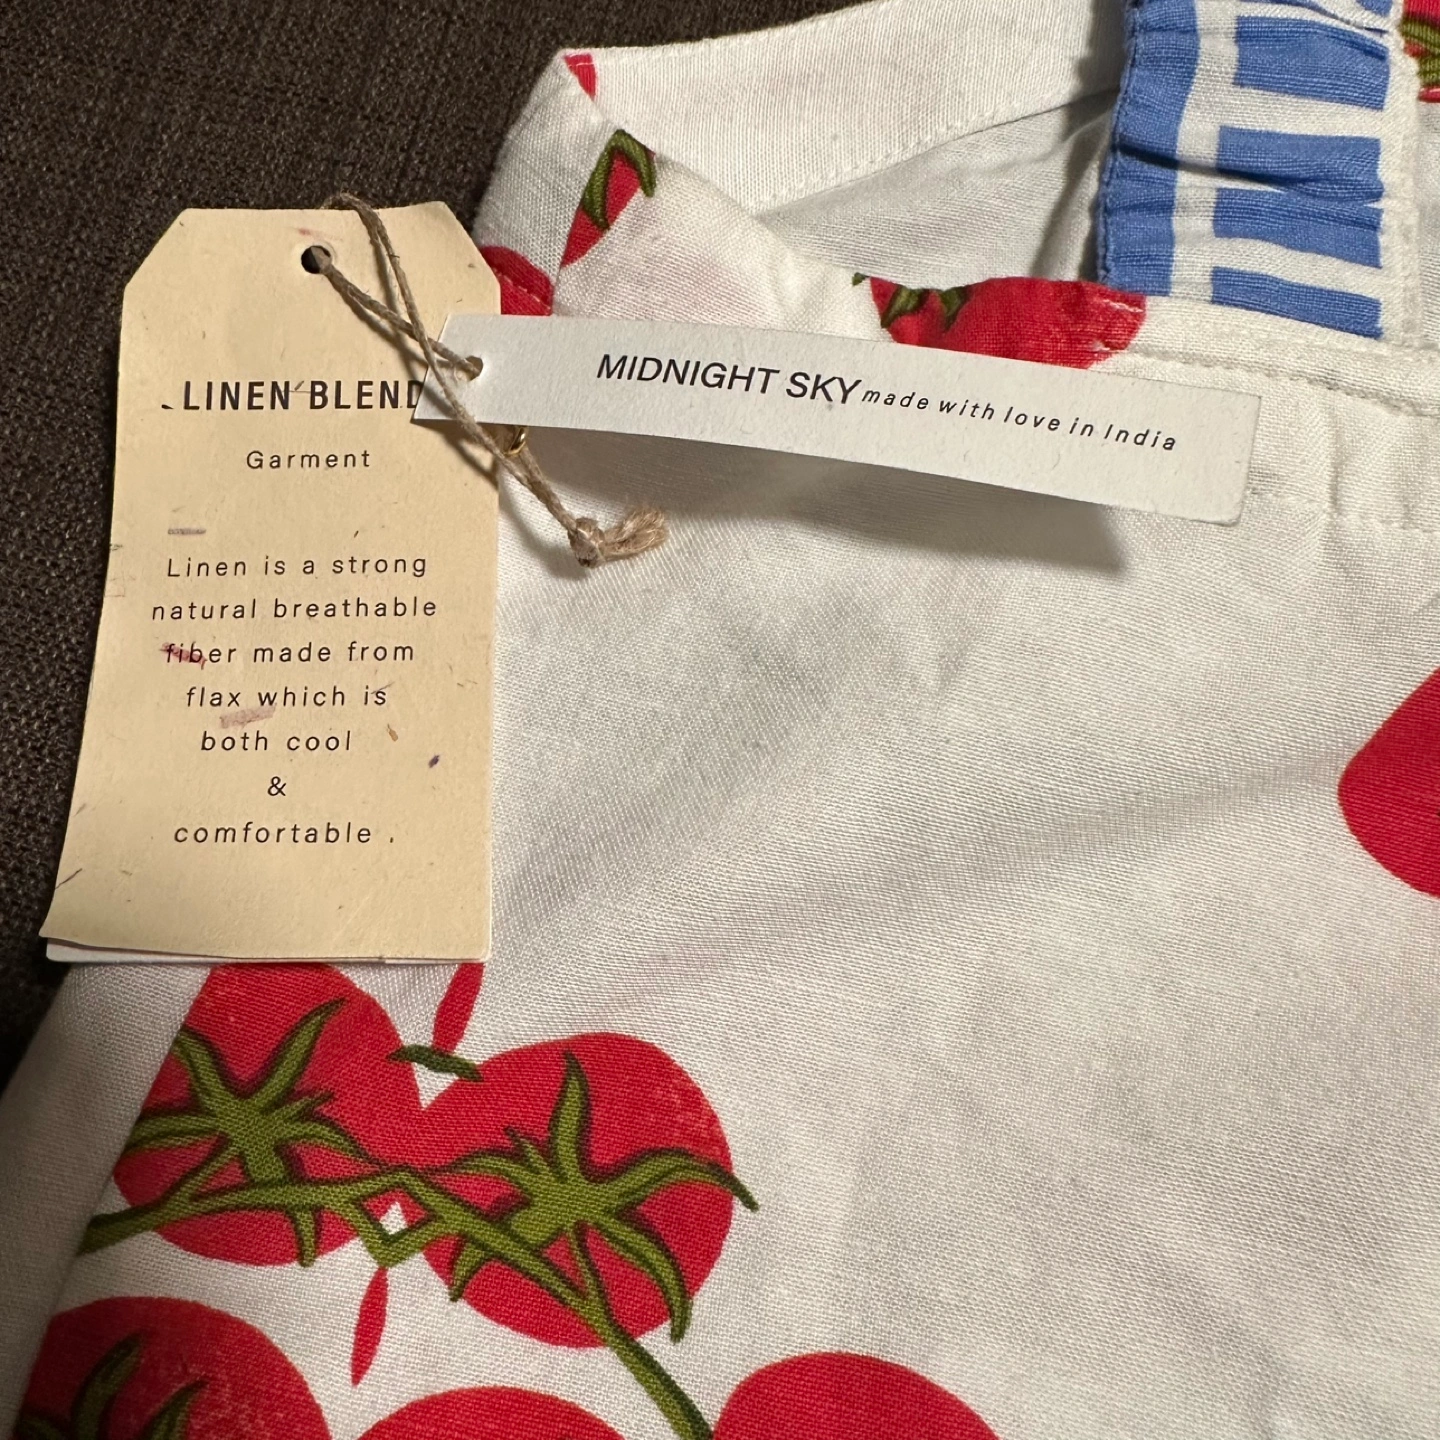 LINEN BLEND
Garment
Linen is a strong
natural breathable
fiber made from
flax which is
both cool
&
comfortable .
MIDNIGHT SKY made with love in India